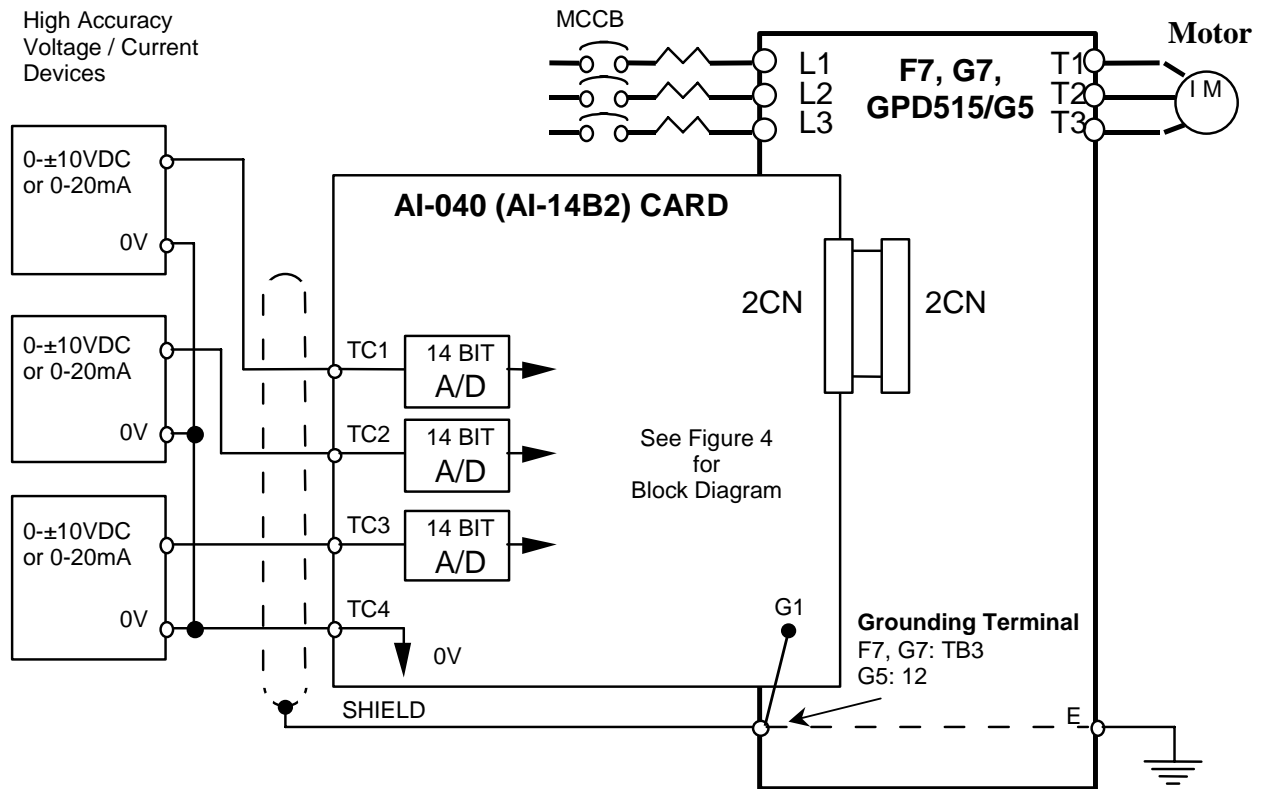 High Accuracy
Voltage / Current
Devices
MCCB
Motor
L1
L2
L3
F7, G7,
GPD515/G5
T1
T2
T3
I M
0-±10VDC
or 0-20mA
0V
0-±10VDC
or 0-20mA
0V
0-±10VDC
or 0-20mA
0V
AI-040 (AI-14B2) CARD
2CN
2CN
TC1
14 BIT
A/D
TC2
14 BIT
A/D
TC3
14 BIT
A/D
TC4
0V
See Figure 4
for
Block Diagram
G1
Grounding Terminal
F7, G7: TB3
G5: 12
SHIELD
E